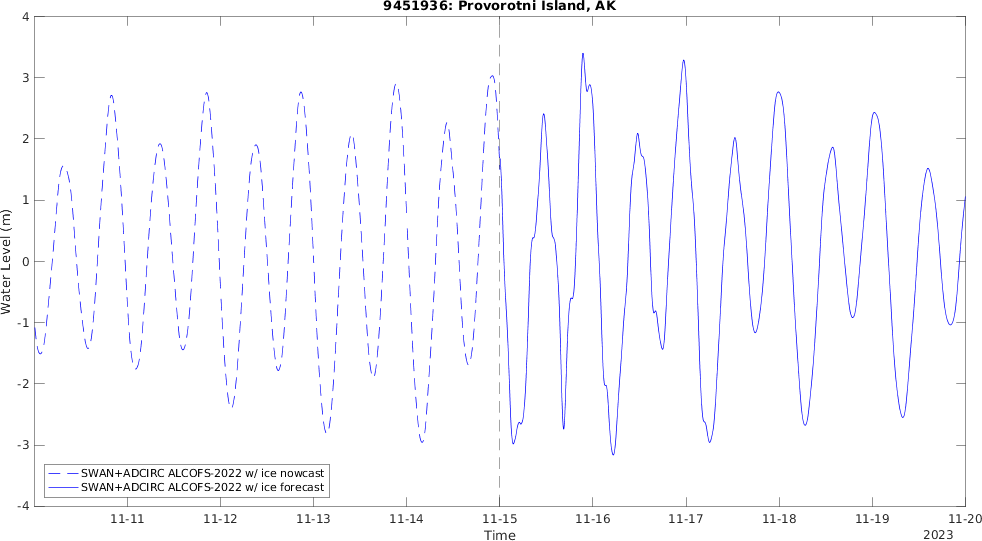 9451936: Provorotni Island, AK
Water Level (m)
4
3
2
1
0
-1
-2
-3
-4
SWAN+ADCIRC ALCOFS-2022 w/ ice nowcast
SWAN+ADCIRC ALCOFS-2022 w/ ice forecast
11-11 11-12 11-13 11-14 11-15 11-16 11-17 11-18 11-19 11-20
Time
2023